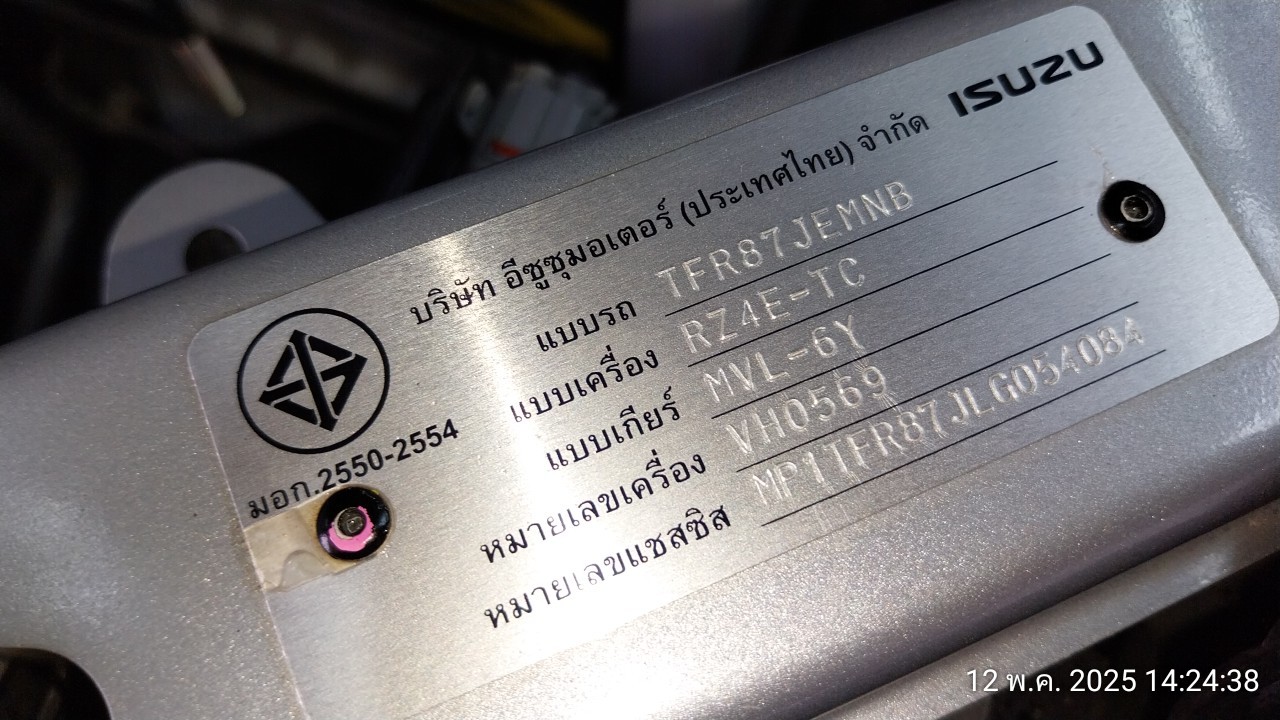 ISUZU
บริษัท อีซูซุมอเตอร์ (ประเทศไทย) จำกัด
แบบรถ TFR87JEMNB
แบบเครื่อง RZ4E-TC
แบบเกียร์ MVL-6Y
หมายเลขเครื่อง VH0569
หมายเลขแชสซิส MP1TFR87JLG054084
มอก.2550-2554
12 พ.ค. 2025 14:24:38